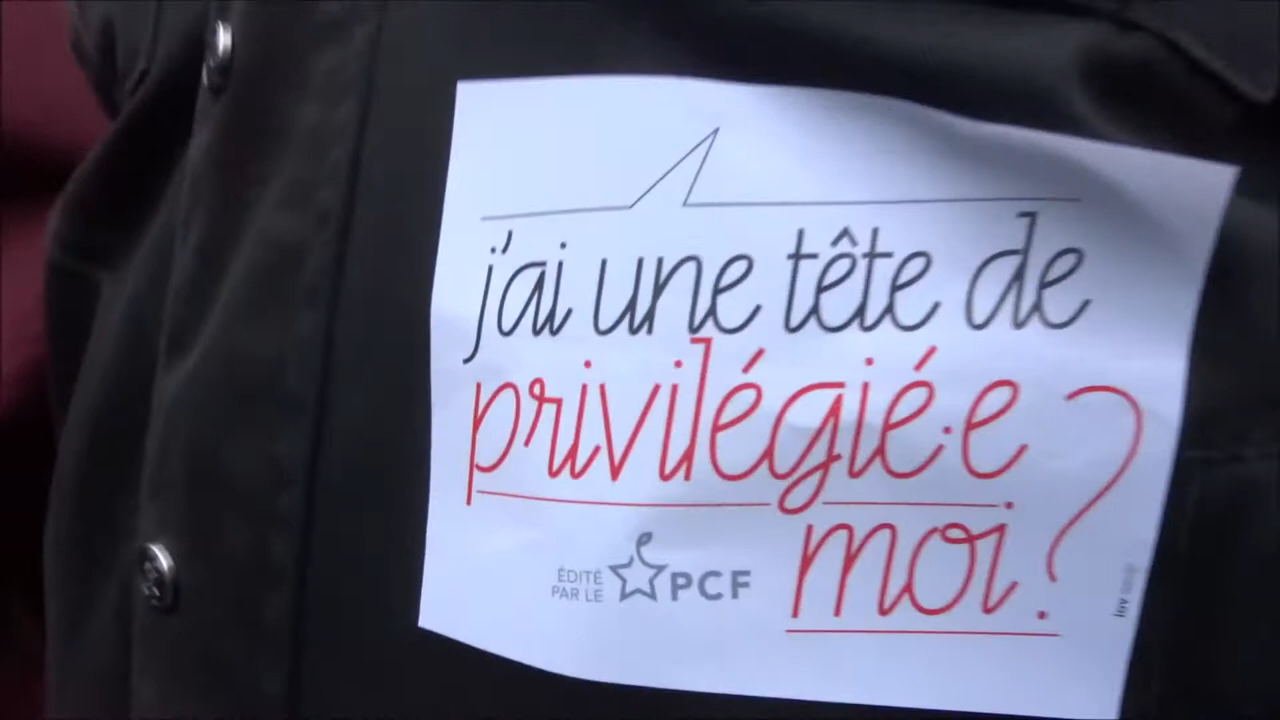 j'ai une tête de
privilégié·e
moi?
ÉDITÉ
PAR LE
PCF